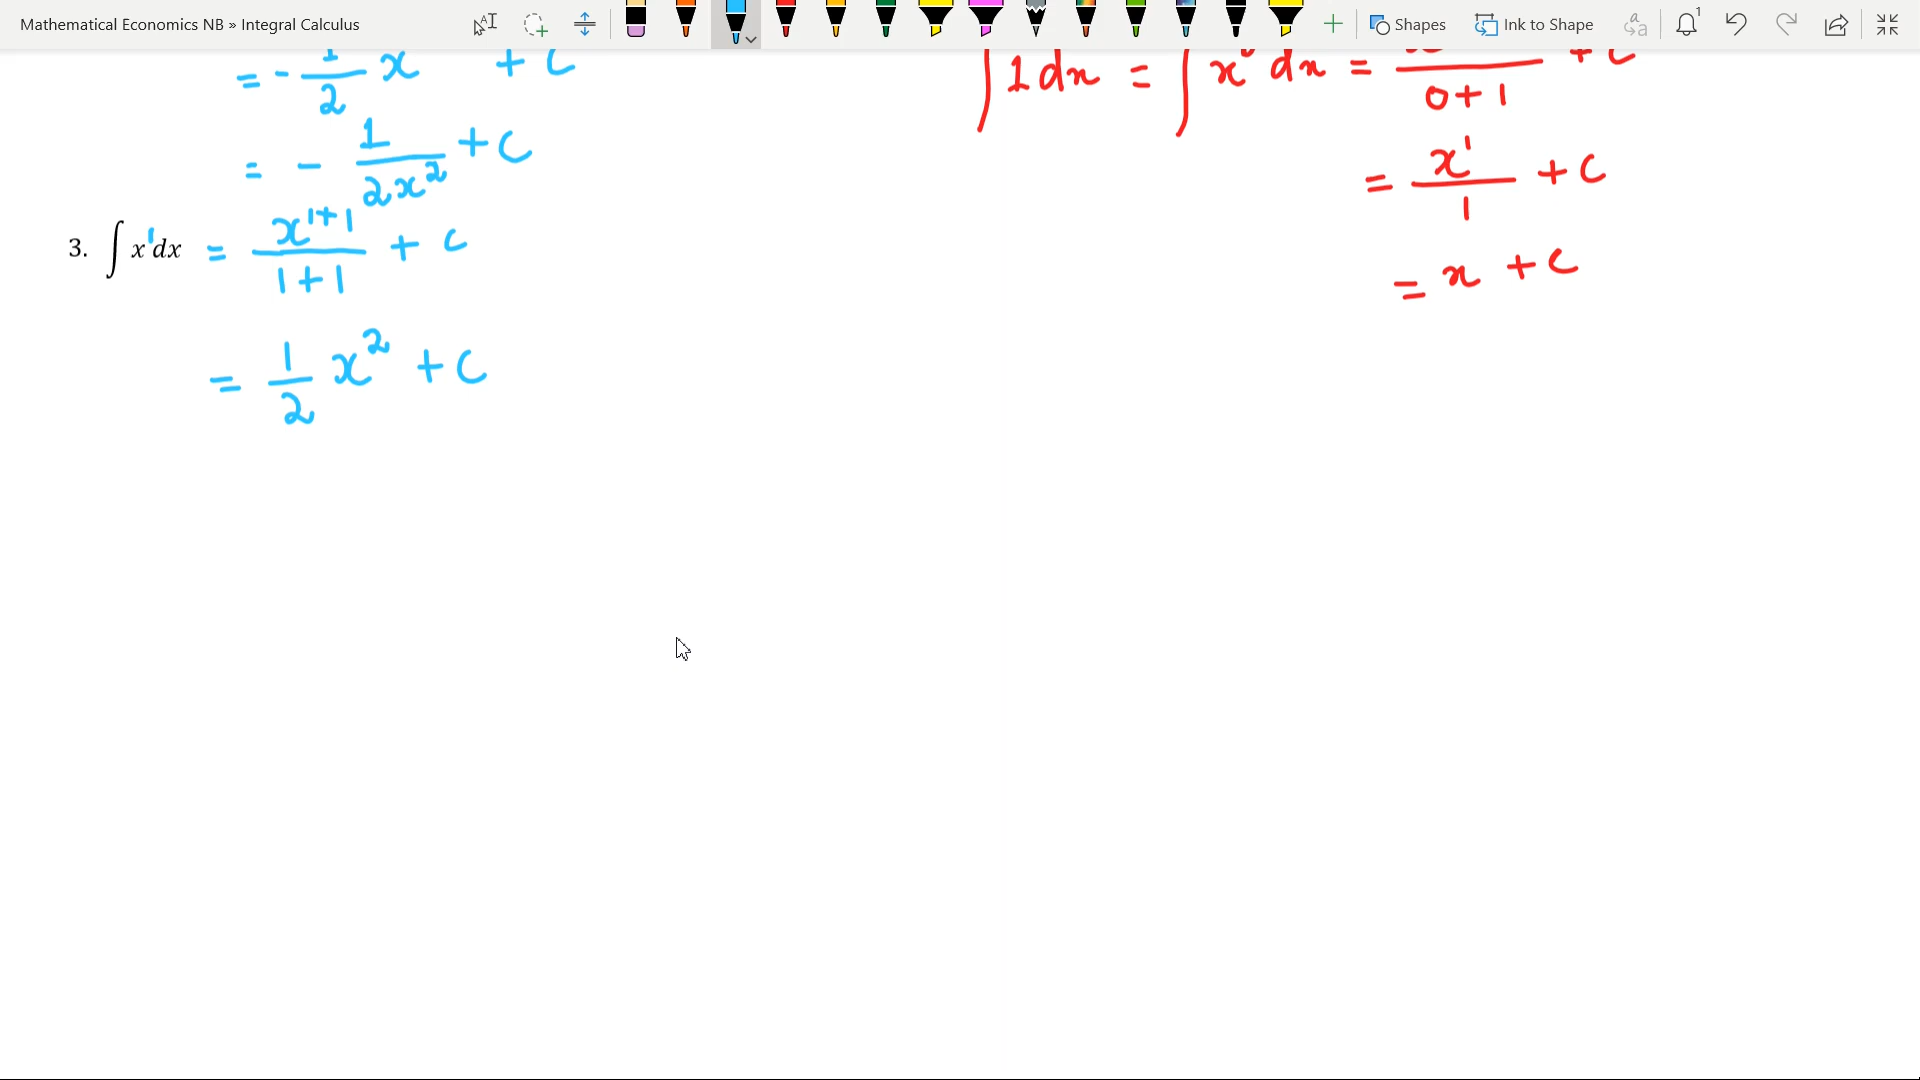 Mathematical Economics NB » Integral Calculus
Shapes
Ink to Shape
1
= - 1/2 x + C
= - 1/(2x²) + C
3. ∫ x¹dx = x¹⁺¹/(1+1) + C
= 1/2 x² + C
∫ 1 dx = ∫ x⁰ dx = /(0+1) + C
= x¹/1 + C
= x + C